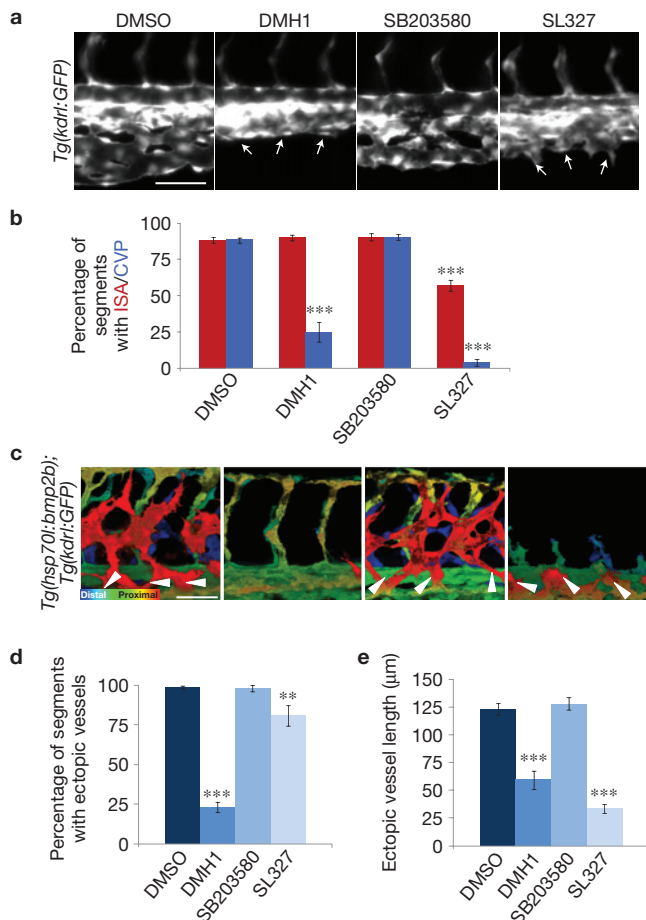 a
DMSO DMH1 SB203580 SL327
Tg(kdrl:GFP)
b
Percentage of
segments
with ISA/CVP
100
75
50
25
0
***
***
***
DMSO
DMH1
SB203580
SL327
c
Tg(hsp70l:bmp2b);
Tg(kdrl:GFP)
Distal Proximal
d
Percentage of segments
with ectopic vessels
100
75
50
25
0
***
**
DMSO
DMH1
SB203580
SL327
e
Ectopic vessel length (μm)
150
125
100
75
50
25
0
***
***
DMSO
DMH1
SB203580
SL327